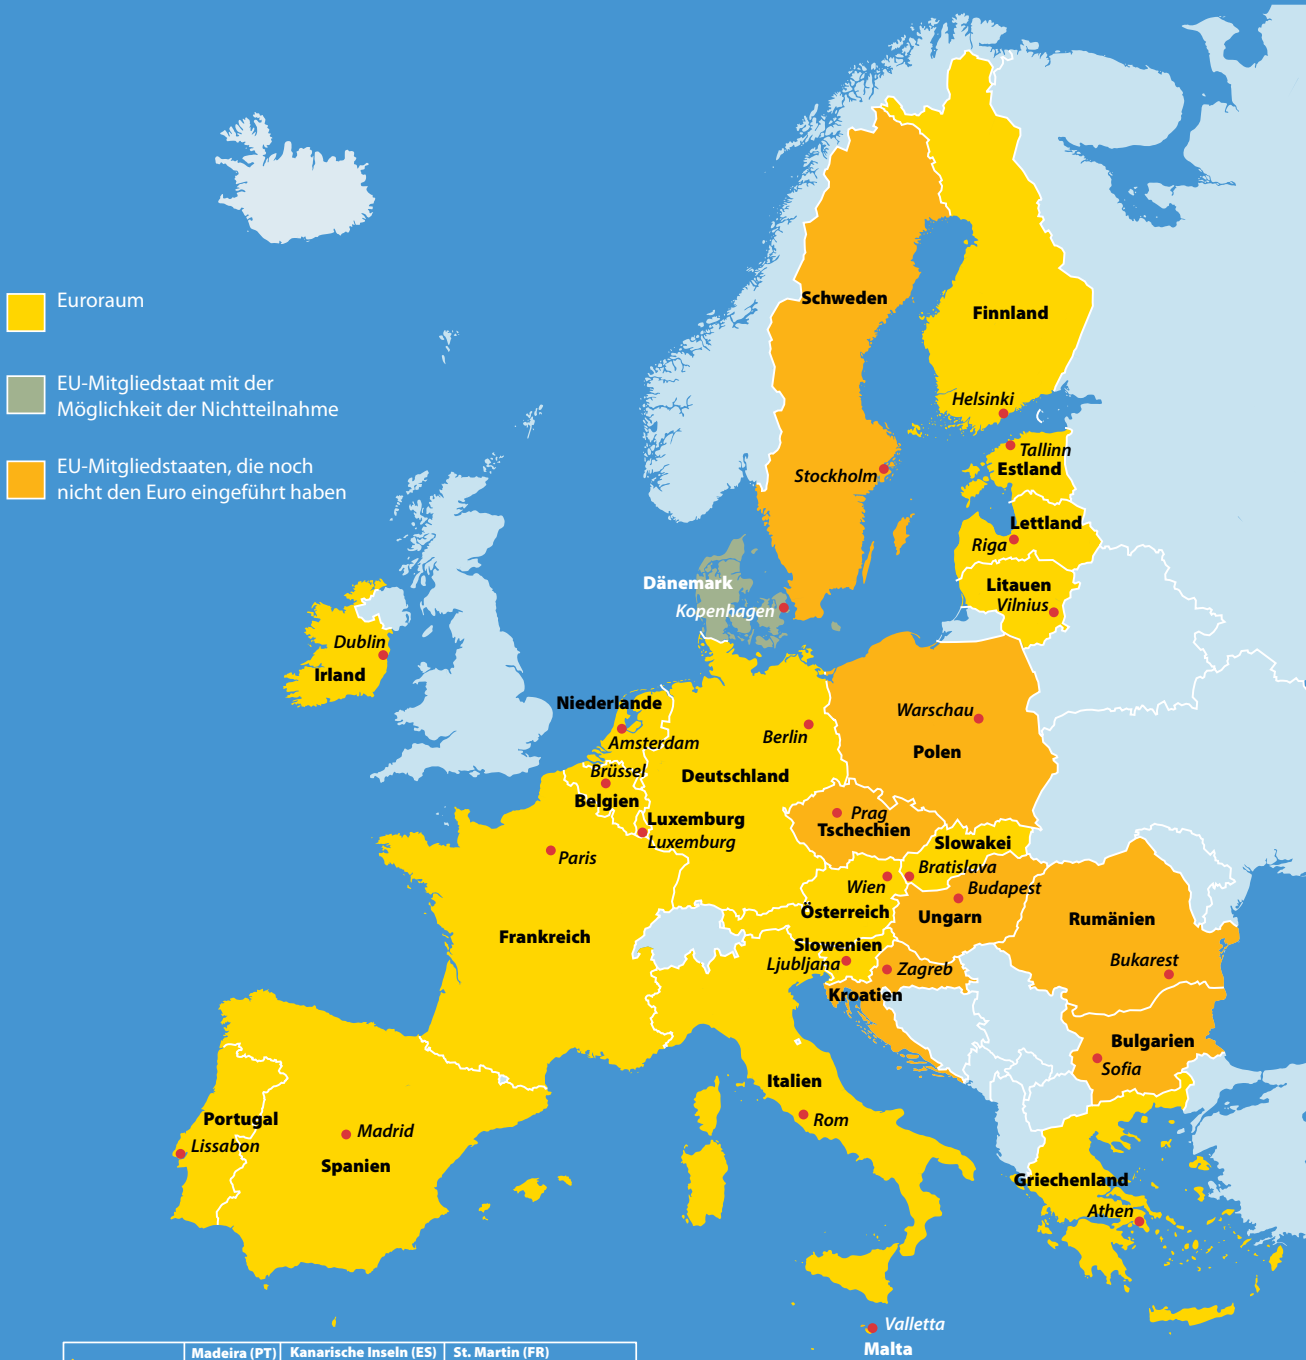 Euroraum
EU-Mitgliedstaat mit der
Möglichkeit der Nichtteilnahme
EU-Mitgliedstaaten, die noch
nicht den Euro eingeführt haben
Schweden
Finnland
Helsinki
Tallinn
Estland
Stockholm
Lettland
Riga
Dänemark
Litauen
Vilnius
Kopenhagen
Dublin
Irland
Niederlande
Amsterdam
Berlin
Warschau
Polen
Brüssel
Deutschland
Belgien
Luxemburg
Luxemburg
Prag
Tschechien
Slowakei
Paris
Bratislava
Wien
Budapest
Österreich
Ungarn
Rumänien
Frankreich
Slowenien
Ljubljana
Zagreb
Bukarest
Kroatien
Bulgarien
Sofia
Italien
Rom
Portugal
Lissabon
Madrid
Spanien
Griechenland
Athen
Valletta
Malta
Madeira (PT)
Kanarische Inseln (ES)
St. Martin (FR)